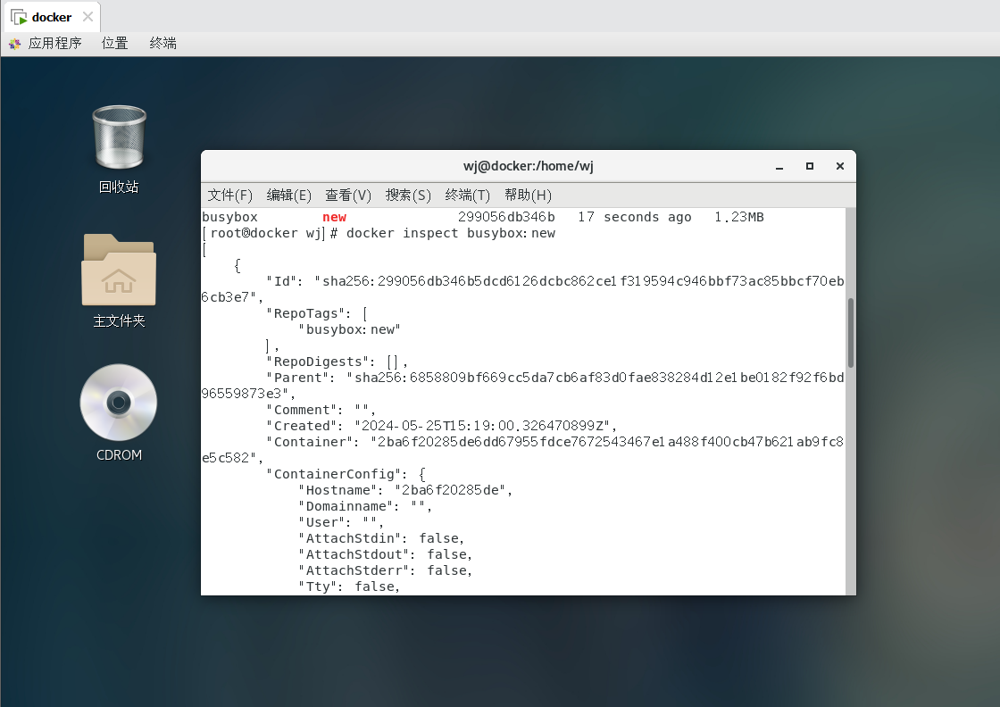 docker
应用程序 位置 终端
回收站
主文件夹
CDROM
wj@docker:/home/wj
文件(F) 编辑(E) 查看(V) 搜索(S) 终端(T) 帮助(H)
busybox new 299056db346b 17 seconds ago 1.23MB
[root@docker wj]# docker inspect busybox:new
[
{
"Id": "sha256:299056db346b5dcd6126dcbc862ce1f319594c946bbf73ac85bbcf70eb
6cb3e7",
"RepoTags": [
"busybox:new"
],
"RepoDigests": [],
"Parent": "sha256:6858809bf669cc5da7cb6af83d0fae838284d12e1be0182f92f6bd
96559873e3",
"Comment": "",
"Created": "2024-05-25T15:19:00.326470899Z",
"Container": "2ba6f20285de6dd67955fdce7672543467e1a488f400cb47b621ab9fc8
e5c582",
"ContainerConfig": {
"Hostname": "2ba6f20285de",
"Domainname": "",
"User": "",
"AttachStdin": false,
"AttachStdout": false,
"AttachStderr": false,
"Tty": false,